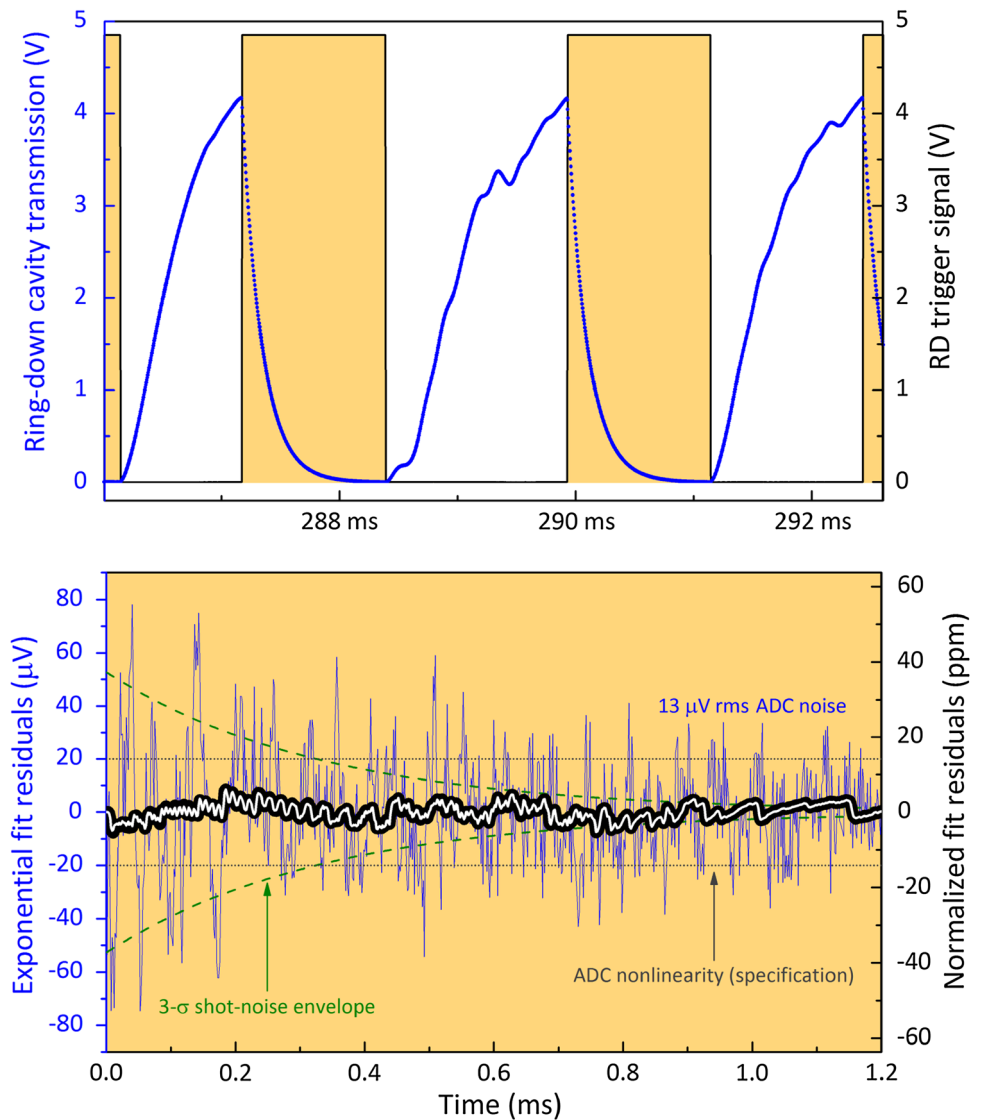 Ring-down cavity transmission (V)
5
4
3
2
1
0
5
4
3
2
1
0
RD trigger signal (V)
288 ms 290 ms 292 ms
Exponential fit residuals (μV)
80
60
40
20
0
-20
-40
-60
-80
60
40
20
0
-20
-40
-60
Normalized fit residuals (ppm)
13 μV rms ADC noise
ADC nonlinearity (specification)
3-σ shot-noise envelope
0.0 0.2 0.4 0.6 0.8 1.0 1.2
Time (ms)